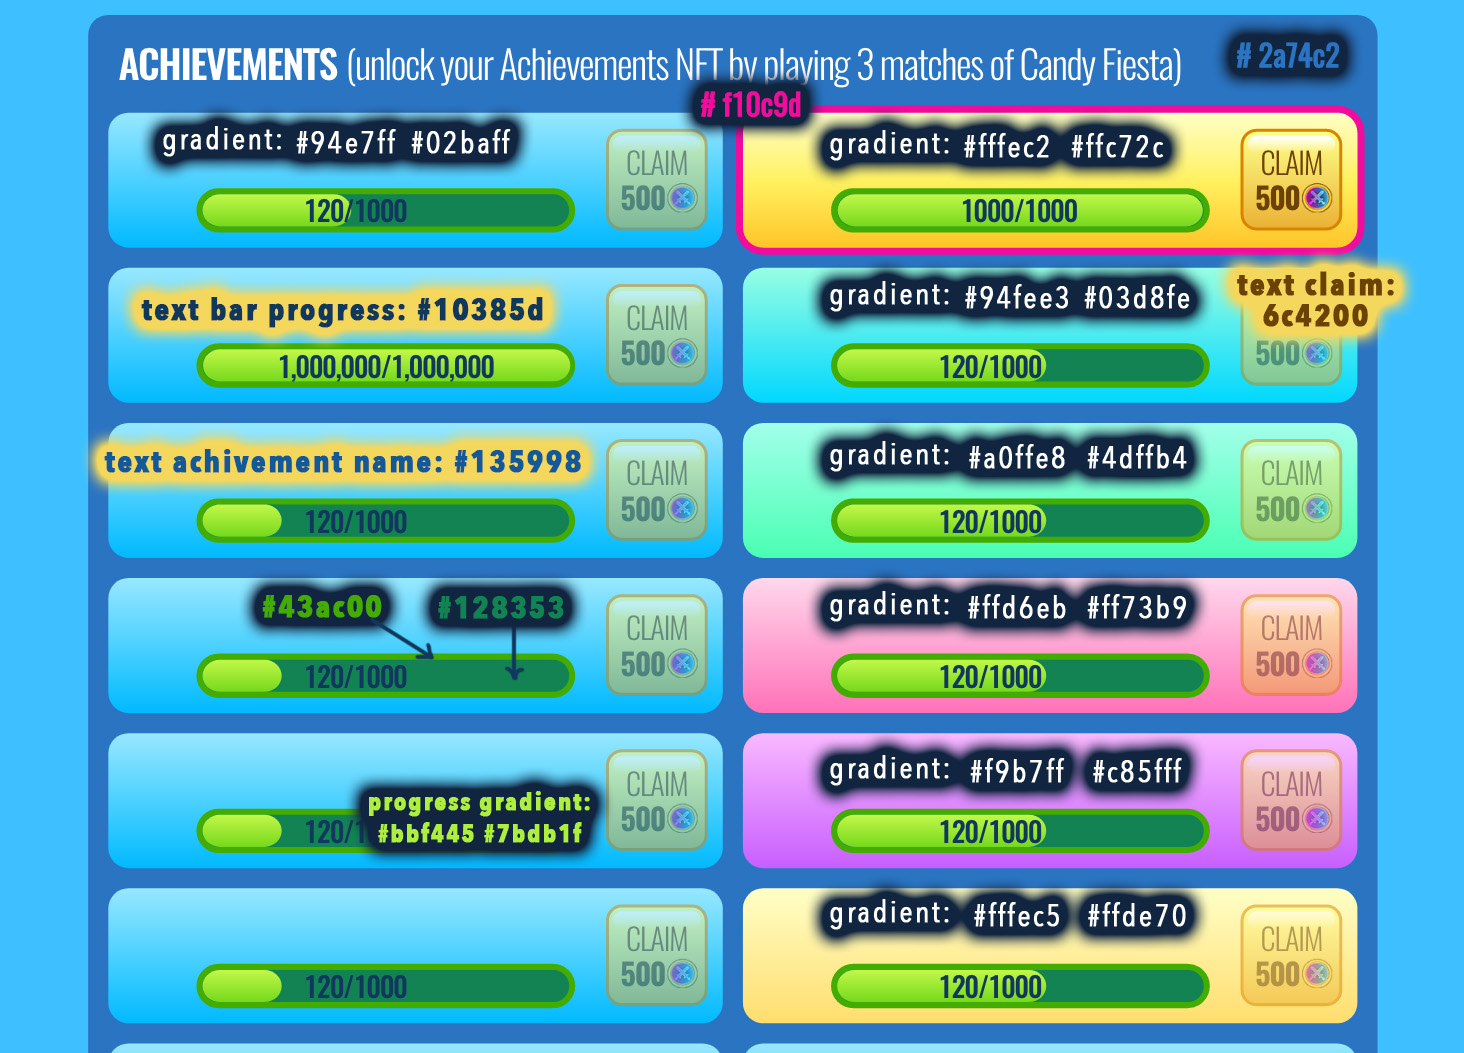 ACHIEVEMENTS (unlock your Achievements NFT by playing 3 matches of Candy Fiesta)
# 2a74c2
# f10c9d
gradient: #94e7ff #02baff
CLAIM
500
120/1000
gradient: #fffec2 #ffc72c
CLAIM
500
1000/1000
text bar progress: #10385d
CLAIM
500
1,000,000/1,000,000
gradient: #94fee3 #03d8fe
text claim:
6c4200
500
120/1000
text achivement name: #135998
CLAIM
500
120/1000
gradient: #a0ffe8 #4dffb4
CLAIM
500
120/1000
#43ac00 #128353
CLAIM
500
120/1000
gradient: #ffd6eb #ff73b9
CLAIM
500
120/1000
CLAIM
500
progress gradient:
#bbf445 #7bdb1f
120/1
gradient: #f9b7ff #c85fff
CLAIM
500
120/1000
CLAIM
500
120/1000
gradient: #fffec5 #ffde70
CLAIM
500
120/1000